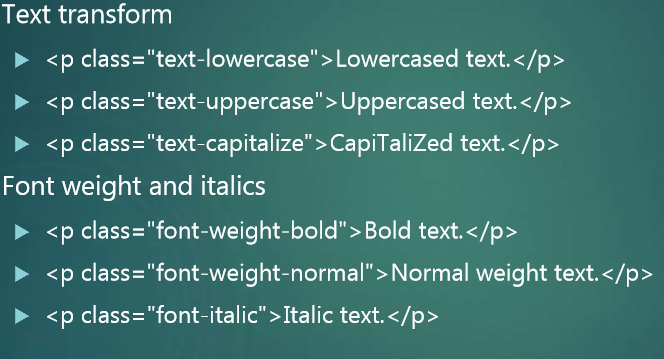 Text transform
<p class="text-lowercase">Lowercased text.</p>
<p class="text-uppercase">Uppercased text.</p>
<p class="text-capitalize">CapiTaliZed text.</p>
Font weight and italics
<p class="font-weight-bold">Bold text.</p>
<p class="font-weight-normal">Normal weight text.</p>
<p class="font-italic">Italic text.</p>